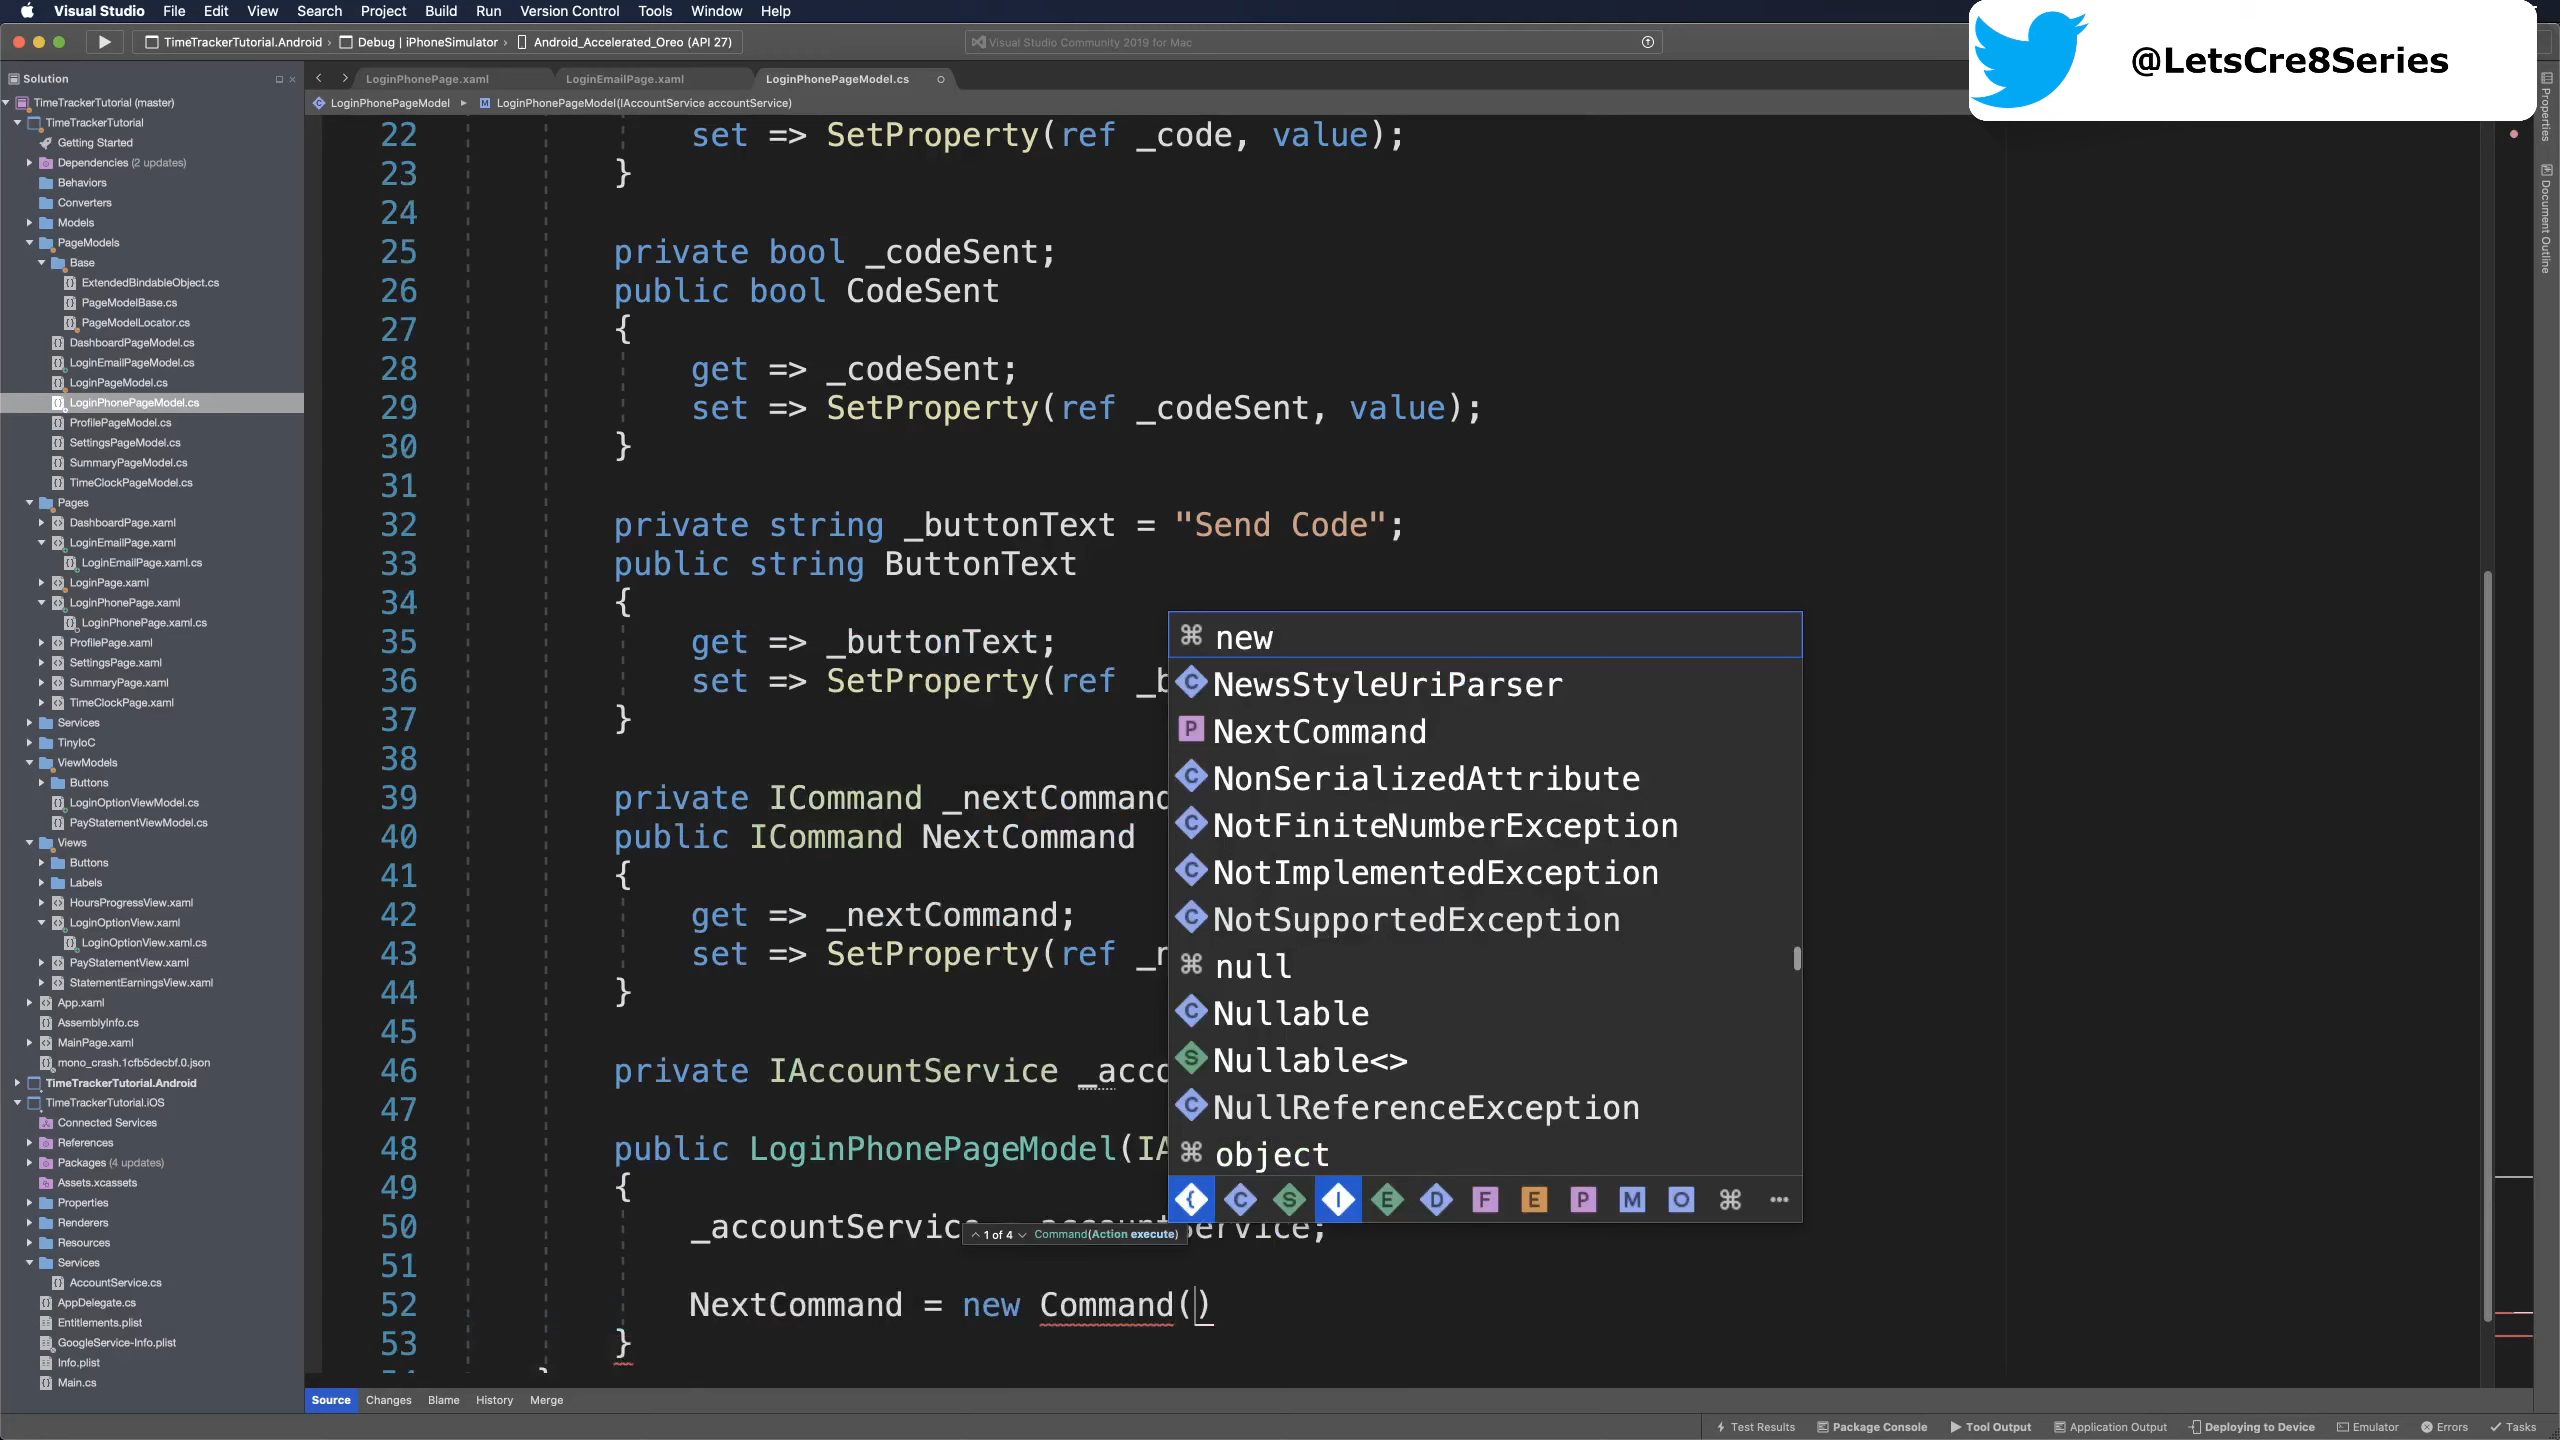 Visual Studio File Edit View Search Project Build Run Version Control Tools Window Help
TimeTrackerTutorial.Android › Debug | iPhoneSimulator › Android_Accelerated_Oreo (API 27)
Visual Studio Community 2019 for Mac
@LetsCre8Series
Solution
TimeTrackerTutorial (master)
TimeTrackerTutorial
Getting Started
Dependencies (2 updates)
Behaviors
Converters
Models
PageModels
Base
ExtendedBindableObject.cs
PageModelBase.cs
PageModelLocator.cs
DashboardPageModel.cs
LoginEmailPageModel.cs
LoginPageModel.cs
LoginPhonePageModel.cs
ProfilePageModel.cs
SettingsPageModel.cs
SummaryPageModel.cs
TimeClockPageModel.cs
Pages
DashboardPage.xaml
LoginEmailPage.xaml
LoginEmailPage.xaml.cs
LoginPage.xaml
LoginPhonePage.xaml
LoginPhonePage.xaml.cs
ProfilePage.xaml
SettingsPage.xaml
SummaryPage.xaml
TimeClockPage.xaml
Services
TinyIoC
ViewModels
Buttons
LoginOptionViewModel.cs
PayStatementViewModel.cs
Views
Buttons
Labels
HoursProgressView.xaml
LoginOptionView.xaml
LoginOptionView.xaml.cs
PayStatementView.xaml
StatementEarningsView.xaml
App.xaml
AssemblyInfo.cs
MainPage.xaml
mono_crash.1cfb5decbf.0.json
TimeTrackerTutorial.Android
TimeTrackerTutorial.iOS
Connected Services
References
Packages (4 updates)
Assets.xcassets
Properties
Renderers
Resources
Services
AccountService.cs
AppDelegate.cs
Entitlements.plist
GoogleService-Info.plist
Info.plist
Main.cs
LoginPhonePage.xaml LoginEmailPage.xaml LoginPhonePageModel.cs
LoginPhonePageModel LoginPhonePageModel(IAccountService accountService)
22 set => SetProperty(ref _code, value);
23 }
24
25 private bool _codeSent;
26 public bool CodeSent
27 {
28 get => _codeSent;
29 set => SetProperty(ref _codeSent, value);
30 }
31
32 private string _buttonText = "Send Code";
33 public string ButtonText
34 {
35 get => _buttonText;
36 set => SetProperty(ref _b
37 }
38
39 private ICommand _nextCommand
40 public ICommand NextCommand
41 {
42 get => _nextCommand;
43 set => SetProperty(ref _n
44 }
45
46 private IAccountService _acco
47
48 public LoginPhonePageModel(IA
49 {
50 _accountService = accountService;
51
52 NextCommand = new Command()
53 }
new
NewsStyleUriParser
NextCommand
NonSerializedAttribute
NotFiniteNumberException
NotImplementedException
NotSupportedException
null
Nullable
Nullable<>
NullReferenceException
object
{ C S I E D F E P M O ⌘ •••
1 of 4 Command(Action execute)
Properties
Document Outline
Source Changes Blame History Merge
Test Results Package Console Tool Output Application Output Deploying to Device Emulator Errors Tasks